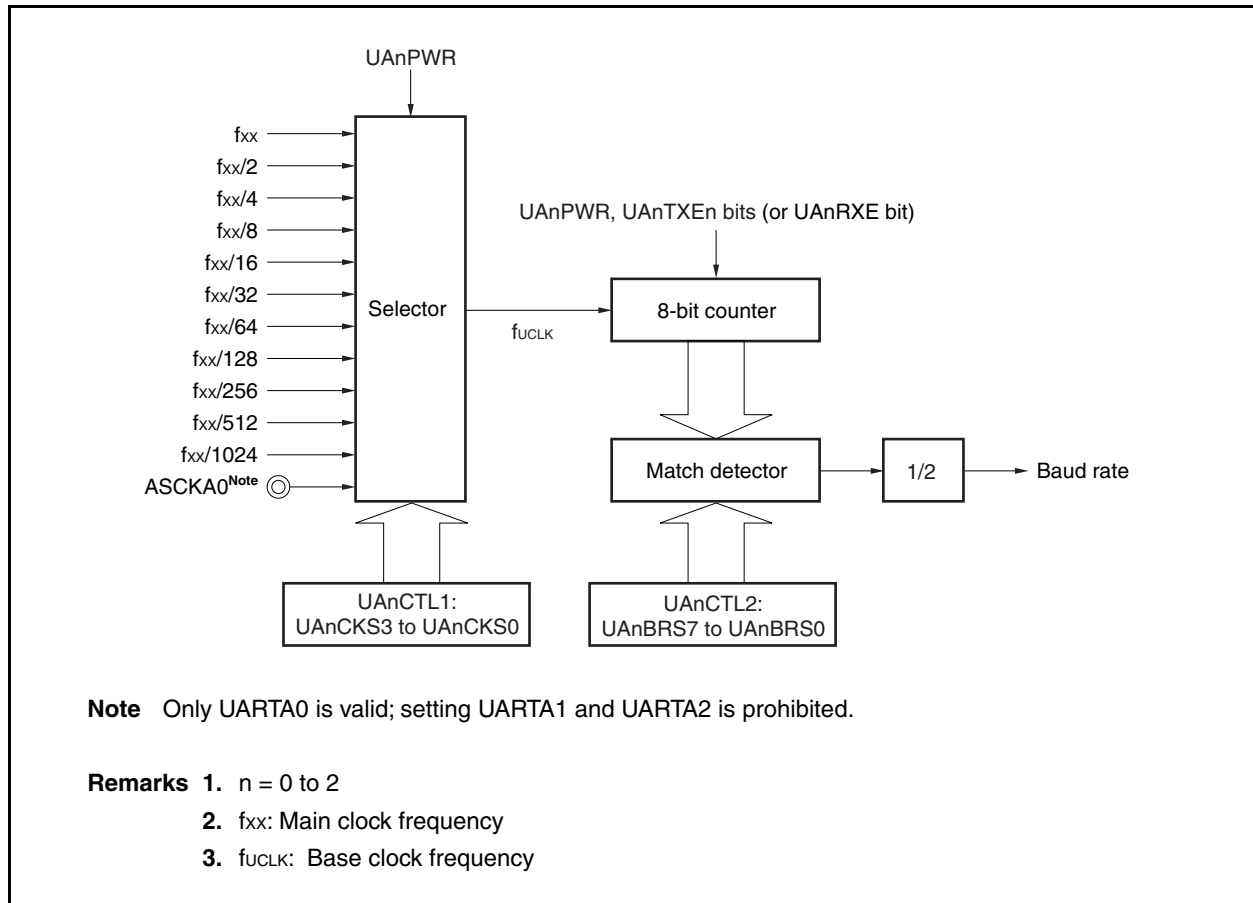 UAnPWR
fxx
fxx/2
fxx/4
fxx/8
fxx/16
fxx/32
fxx/64
fxx/128
fxx/256
fxx/512
fxx/1024
ASCKA0Note
Selector
fUCLK
UAnPWR, UAnTXEn bits (or UAnRXE bit)
8-bit counter
Match detector
1/2
Baud rate
UAnCTL1:
UAnCKS3 to UAnCKS0
UAnCTL2:
UAnBRS7 to UAnBRS0
Note Only UARTA0 is valid; setting UARTA1 and UARTA2 is prohibited.
Remarks 1. n = 0 to 2
2. fxx: Main clock frequency
3. fUCLK: Base clock frequency